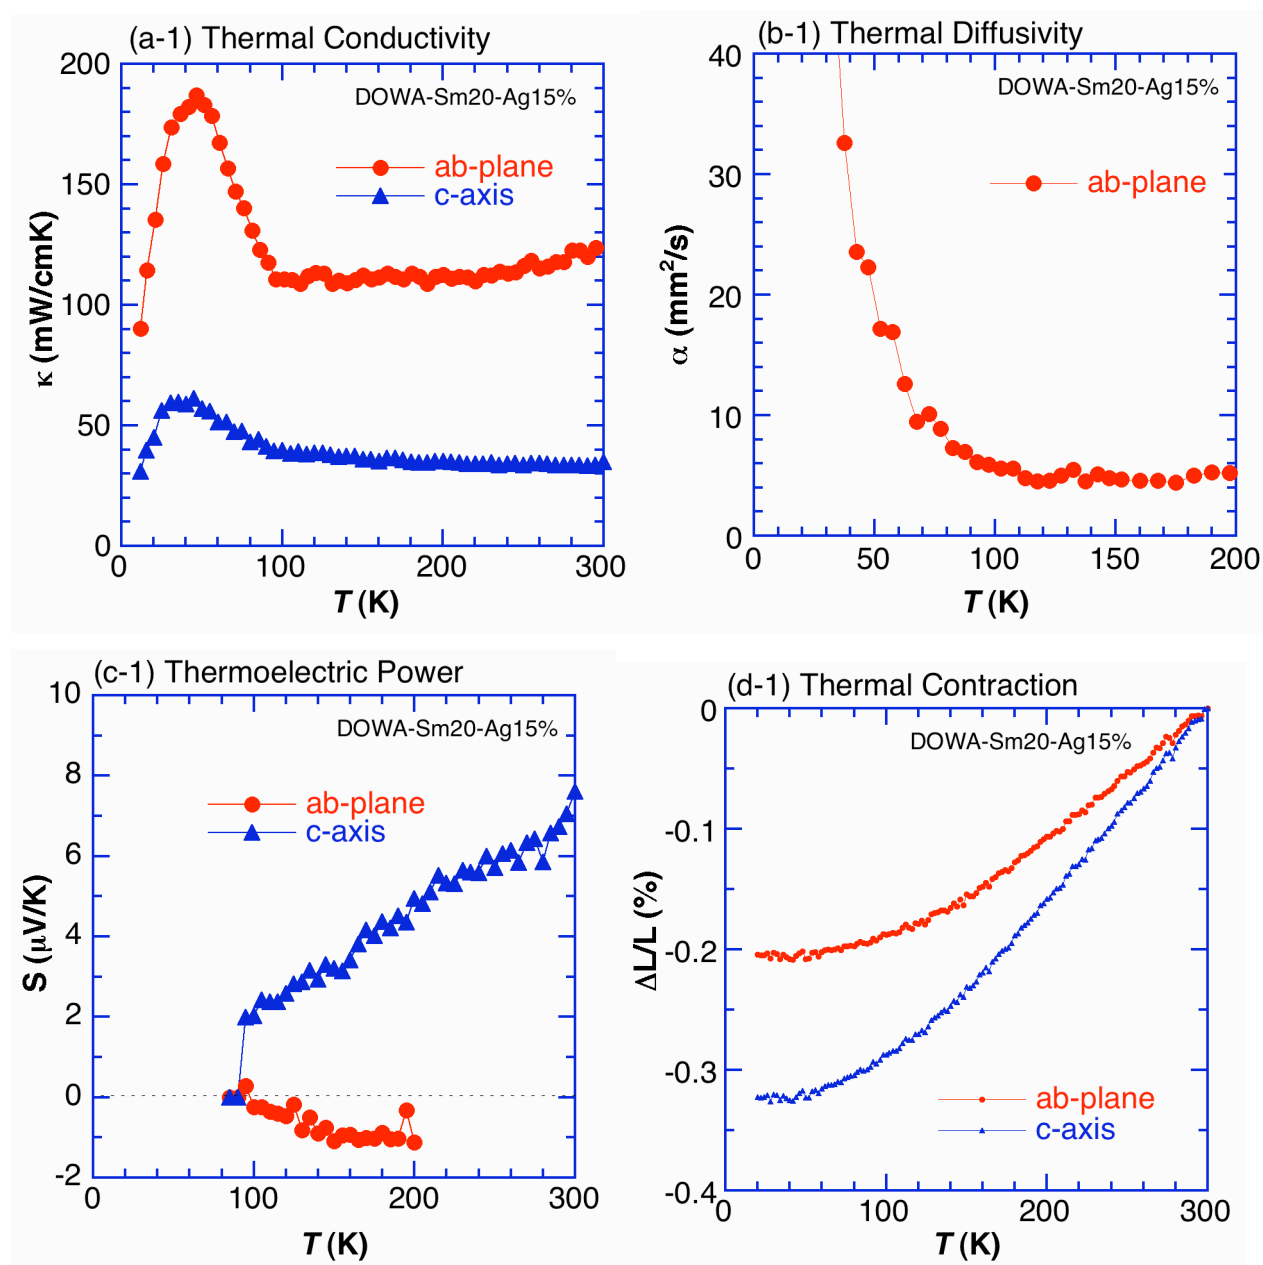 (a-1) Thermal Conductivity
DOWA-Sm20-Ag15%
ab-plane
c-axis
κ (mW/cmK)
200
150
100
50
0
0 100 200 300
T (K)
(b-1) Thermal Diffusivity
DOWA-Sm20-Ag15%
ab-plane
α (mm²/s)
40
30
20
10
0
0 50 100 150 200
T (K)
(c-1) Thermoelectric Power
DOWA-Sm20-Ag15%
ab-plane
c-axis
S (μV/K)
10
8
6
4
2
0
-2
0 100 200 300
T (K)
(d-1) Thermal Contraction
DOWA-Sm20-Ag15%
ab-plane
c-axis
ΔL/L (%)
0
-0.1
-0.2
-0.3
-0.4
0 100 200 300
T (K)